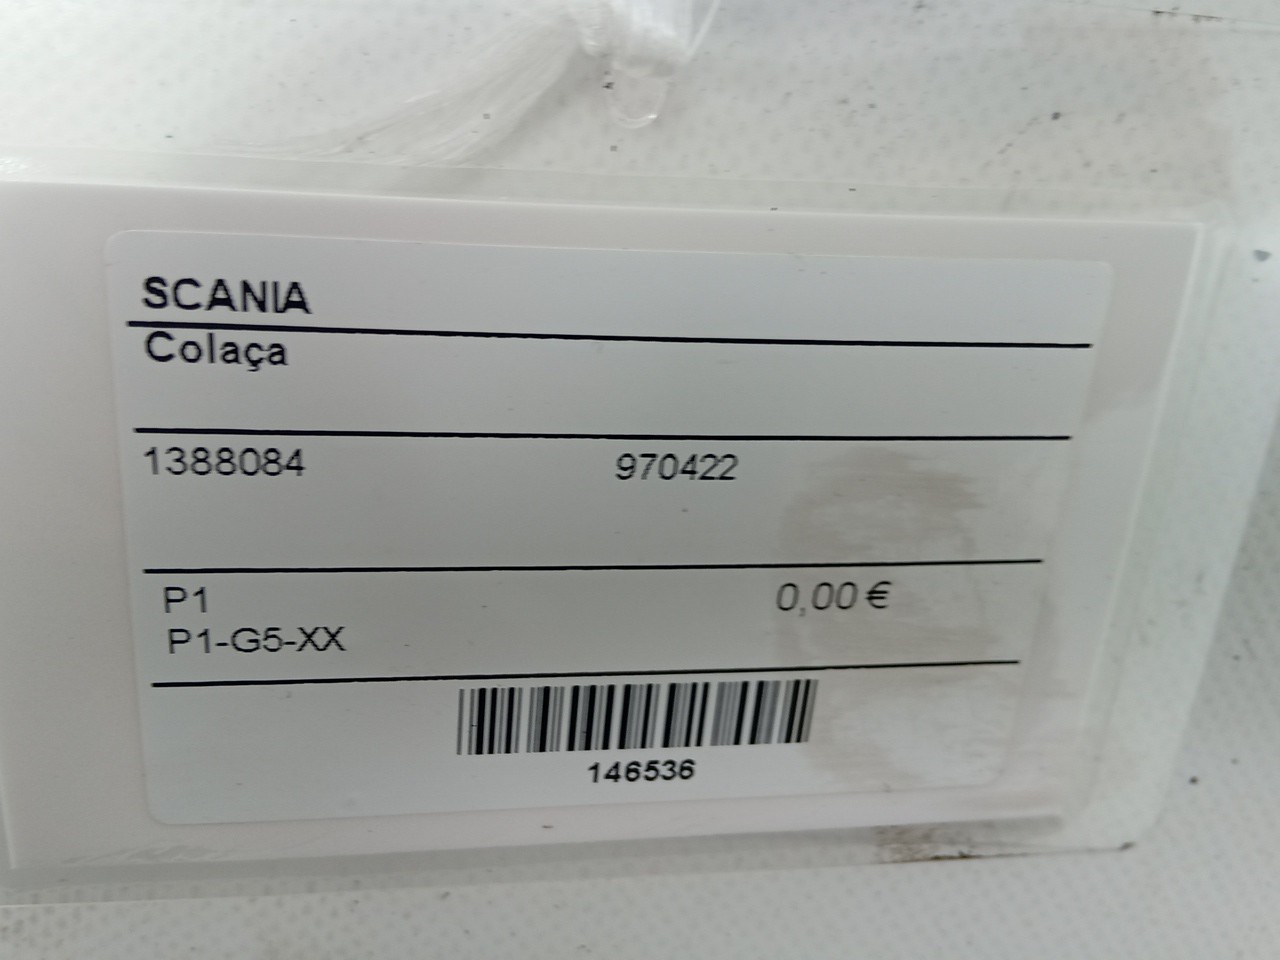 SCANIA
Colaça
1388084 970422
P1 0,00 €
P1-G5-XX
146536